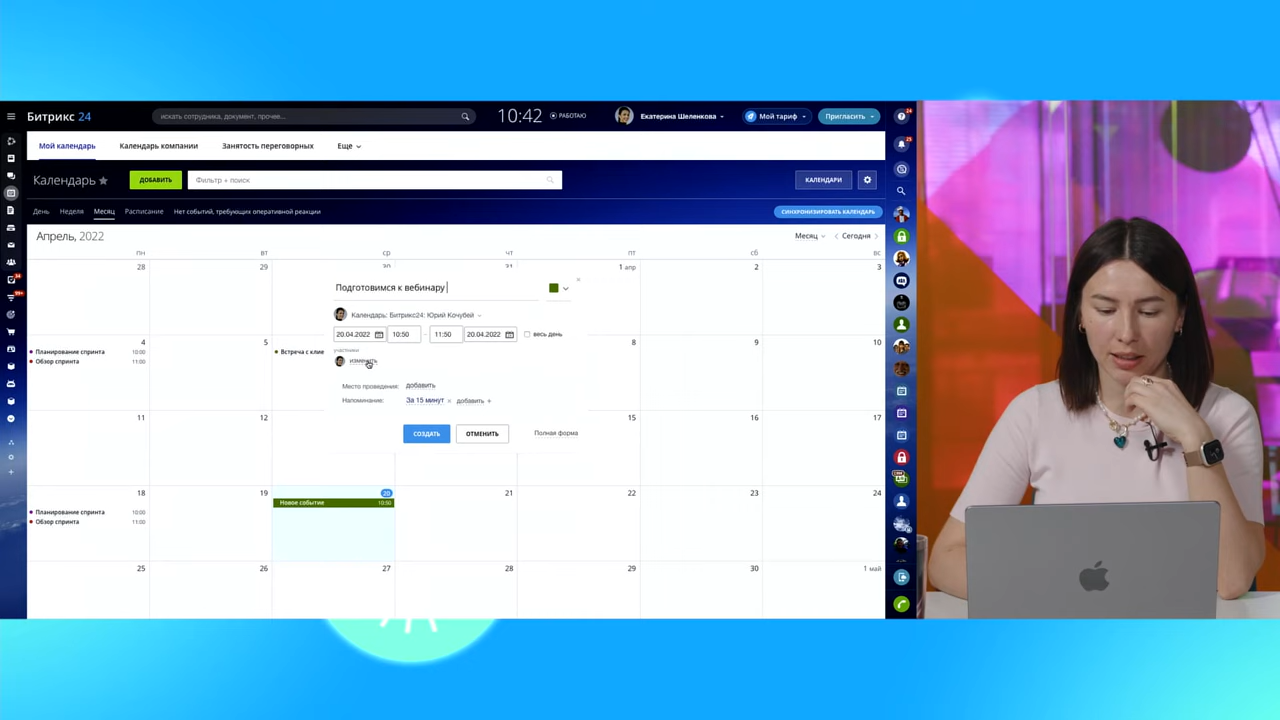 Битрикс 24
искать сотрудника, документ, прочее...
10:42
РАБОТАЮ
Екатерина Шеленкова
Мой тариф
Пригласить
Мой календарь
Календарь компании
Занятость переговорных
Еще
Календарь
ДОБАВИТЬ
Фильтр + поиск
КАЛЕНДАРИ
День
Неделя
Месяц
Расписание
Нет событий, требующих оперативной реакции
СИНХРОНИЗИРОВАТЬ КАЛЕНДАРЬ
Апрель, 2022
Месяц
Сегодня
пн вт ср чт пт сб вс
28 29 30 31 1 апр 2 3
Подготовимся к вебинару
Календарь: Битрикс24: Юрий Кочубей
20.04.2022 10:50 - 11:50 20.04.2022 весь день
участники
изменить
Место проведения: добавить
Напоминание: За 15 минут × добавить +
СОЗДАТЬ
ОТМЕНИТЬ
Полная форма
4 5 8 9 10
Планирование спринта 10:00
Обзор спринта 11:00
Встреча с клие
11 12 15 16 17
18 19 20 21 22 23 24
Новое событие 10:50
Планирование спринта 10:00
Обзор спринта 11:00
25 26 27 28 29 30 1 май